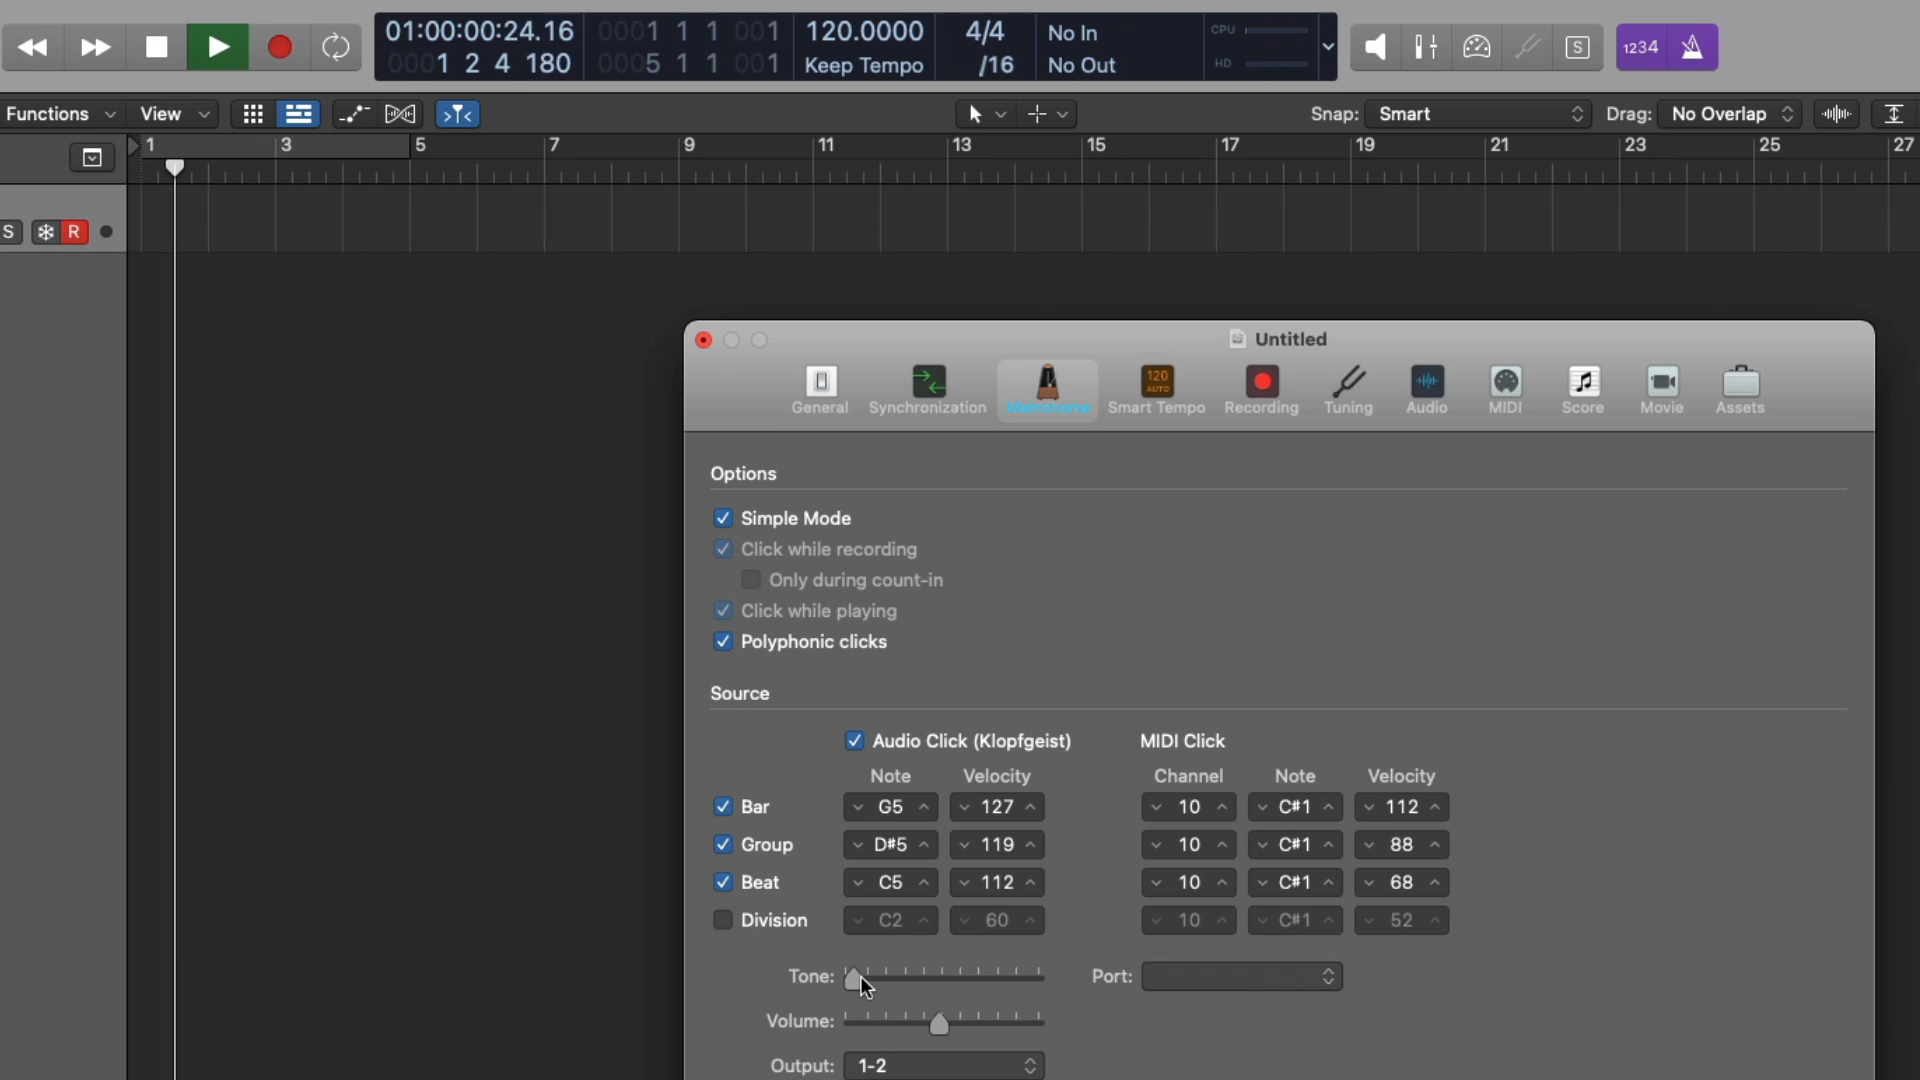 01:00:00:24.16 0001 1 1 001 120.0000 4/4 No In CPU
0001 2 4 180 0005 1 1 001 Keep Tempo /16 No Out HD
S 1234
Functions View Snap: Smart Drag: No Overlap
1 3 5 7 9 11 13 15 17 19 21 23 25 27
S R
Untitled
General Synchronization Metronome Smart Tempo Recording Tuning Audio MIDI Score Movie Assets
120
AUTO
Options
Simple Mode
Click while recording
Only during count-in
Click while playing
Polyphonic clicks
Source
Audio Click (Klopfgeist) MIDI Click
Note Velocity Channel Note Velocity
Bar G5 127 10 C#1 112
Group D#5 119 10 C#1 88
Beat C5 112 10 C#1 68
Division C2 60 10 C#1 52
Tone: Port:
Volume:
Output: 1-2